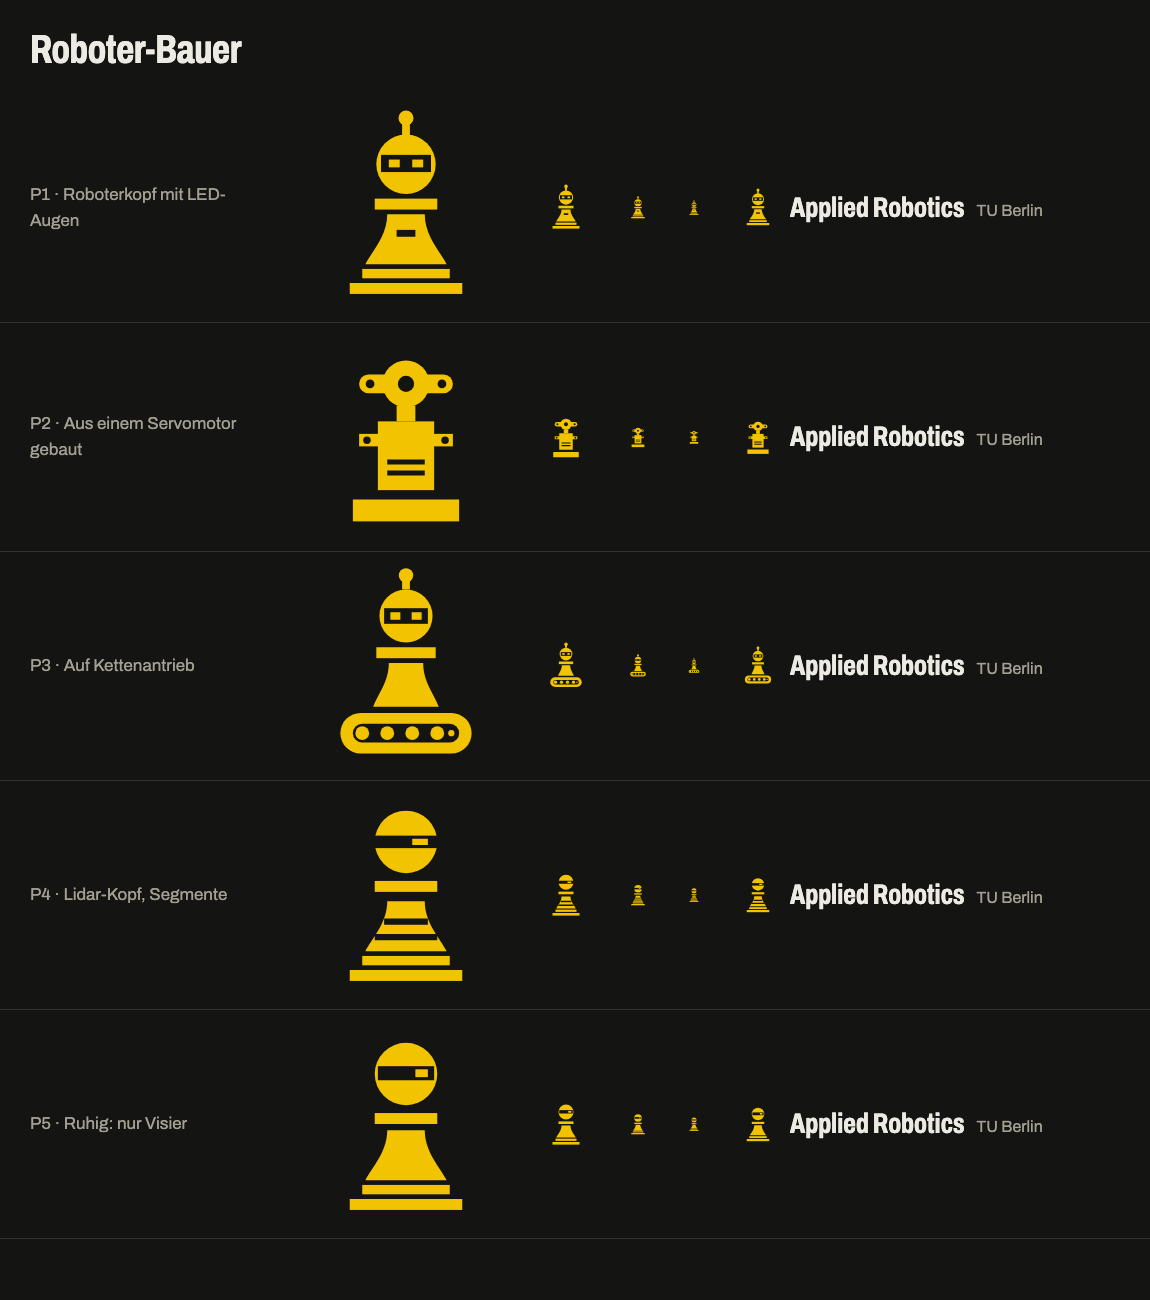 Roboter-Bauer
P1 · Roboterkopf mit LED-
Augen
Applied Robotics TU Berlin
P2 · Aus einem Servomotor
gebaut
Applied Robotics TU Berlin
P3 · Auf Kettenantrieb
Applied Robotics TU Berlin
P4 · Lidar-Kopf, Segmente
Applied Robotics TU Berlin
P5 · Ruhig: nur Visier
Applied Robotics TU Berlin